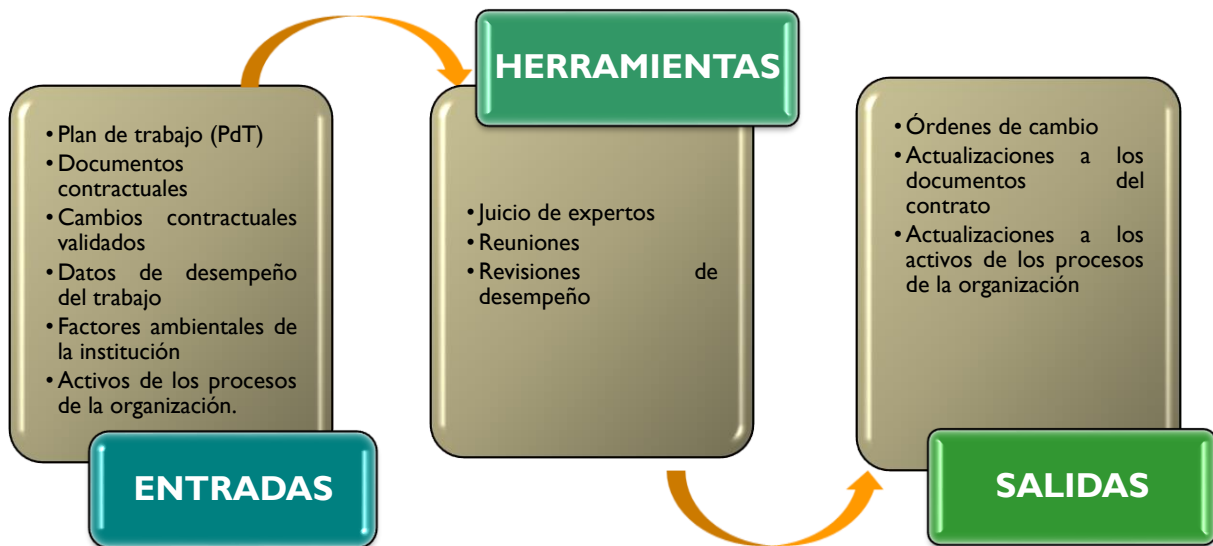 • Plan de trabajo (PdT)
• Documentos
contractuales
• Cambios contractuales
validados
• Datos de desempeño
del trabajo
• Factores ambientales de
la institución
• Activos de los procesos
de la organización.
ENTRADAS
HERRAMIENTAS
• Juicio de expertos
• Reuniones
• Revisiones de
desempeño
• Órdenes de cambio
• Actualizaciones a los
documentos del
contrato
• Actualizaciones a los
activos de los procesos
de la organización
SALIDAS